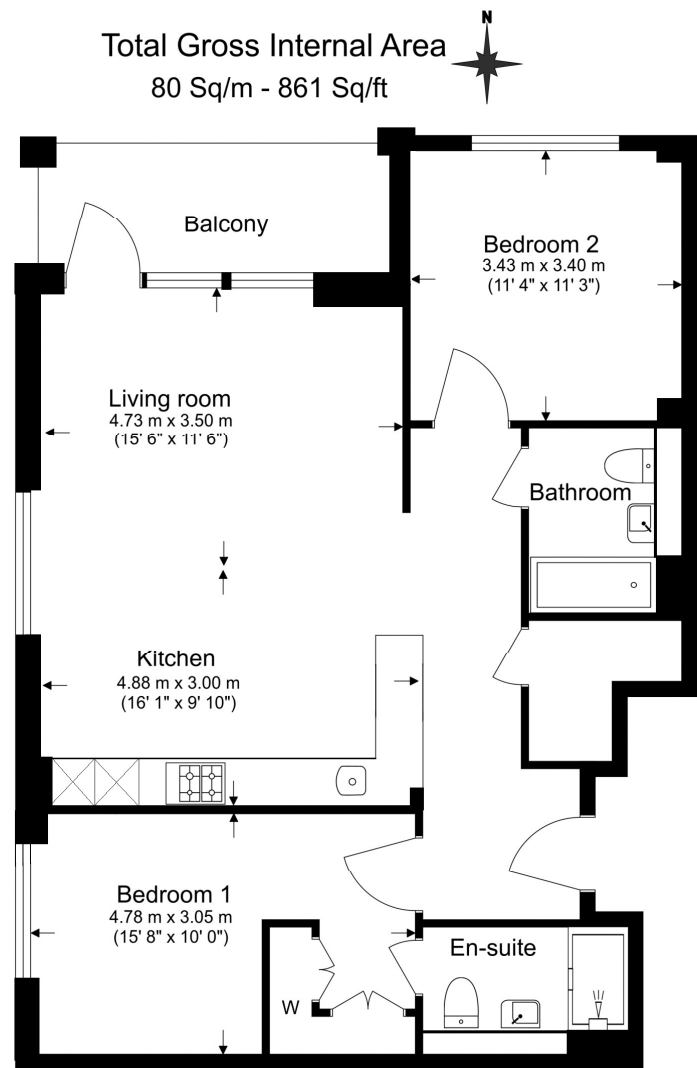 N
Total Gross Internal Area
80 Sq/m - 861 Sq/ft
Balcony
Bedroom 2
3.43 m x 3.40 m
(11' 4" x 11' 3")
Living room
4.73 m x 3.50 m
(15' 6" x 11' 6")
Bathroom
Kitchen
4.88 m x 3.00 m
(16' 1" x 9' 10")
Bedroom 1
4.78 m x 3.05 m
(15' 8" x 10' 0")
En-suite
W